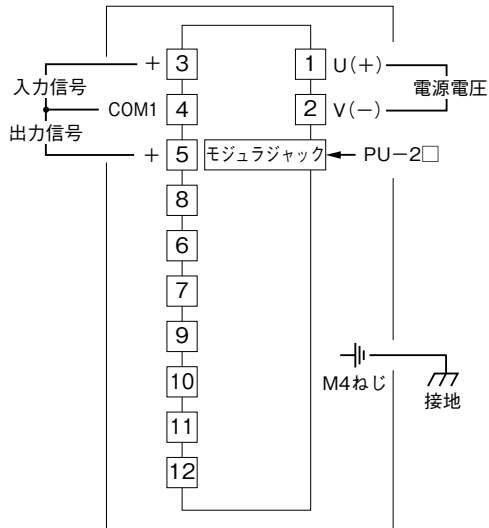 + 3
1 U(+)
入力信号
電源電圧
COM1 4
2 V(−)
出力信号
+ 5
モジュラジャック
PU−2□
8
6
7
9
10
M4ねじ
接地
11
12